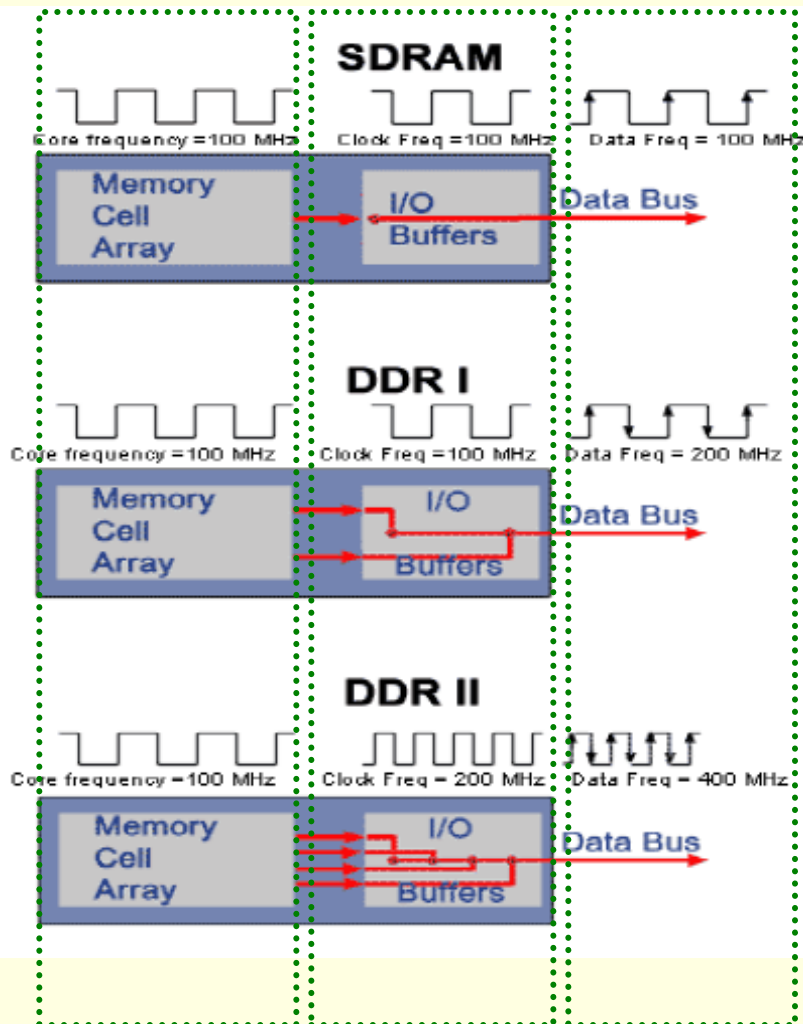 SDRAM
Core frequency =100 MHz
Clock Freq=100 MHz
Data Freq = 100 MHz
Memory
Cell
Array
I/O
Buffers
Data Bus
DDR I
Core frequency =100 MHz
Clock Freq =100 MHz
Data Freq = 200 MHz
Memory
Cell
Array
I/O
Buffers
Data Bus
DDR II
Core frequency =100 MHz
Clock Freq = 200 MHz
Data Freq = 400 MHz
Memory
Cell
Array
I/O
Buffers
Data Bus